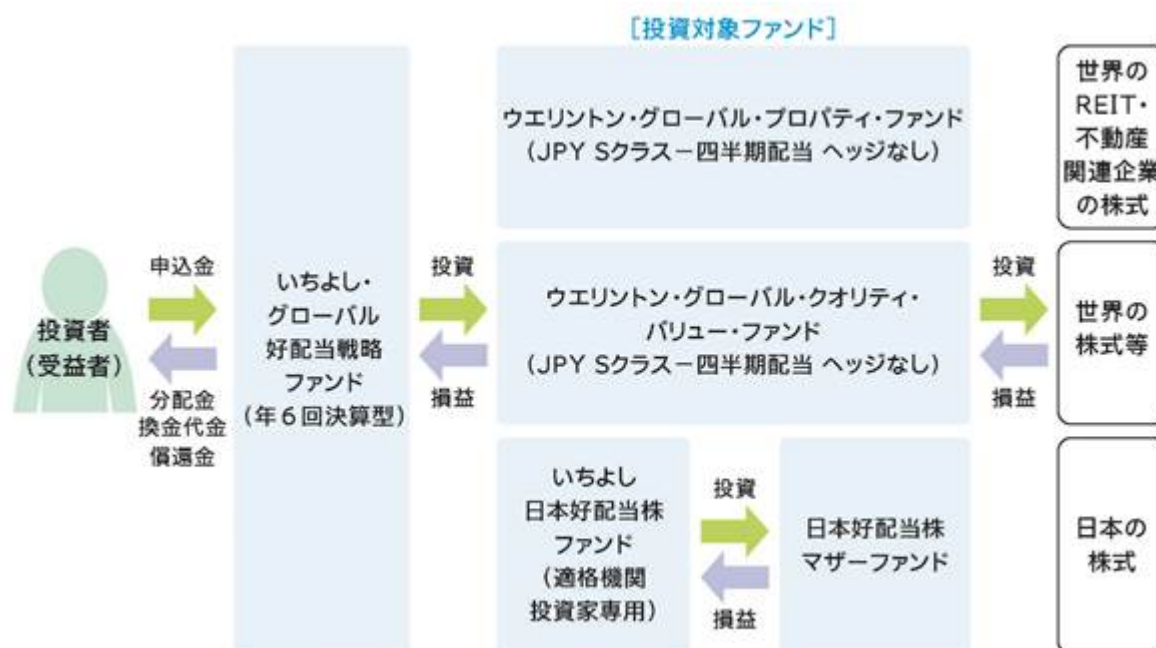 ［投資対象ファンド］
投資者
（受益者）
申込金
分配金
換金代金
償還金
いちよし・
グローバル
好配当戦略
ファンド
（年６回決算型）
投資
損益
ウエリントン・グローバル・プロパティ・ファンド
（JPY Sクラス－四半期配当 ヘッジなし）
ウエリントン・グローバル・クオリティ・
バリュー・ファンド
（JPY Sクラス－四半期配当 ヘッジなし）
いちよし
日本好配当株
ファンド
（適格機関
投資家専用）
投資
損益
日本好配当株
マザーファンド
投資
損益
世界の
REIT・
不動産
関連企業
の株式
世界の
株式等
日本の
株式